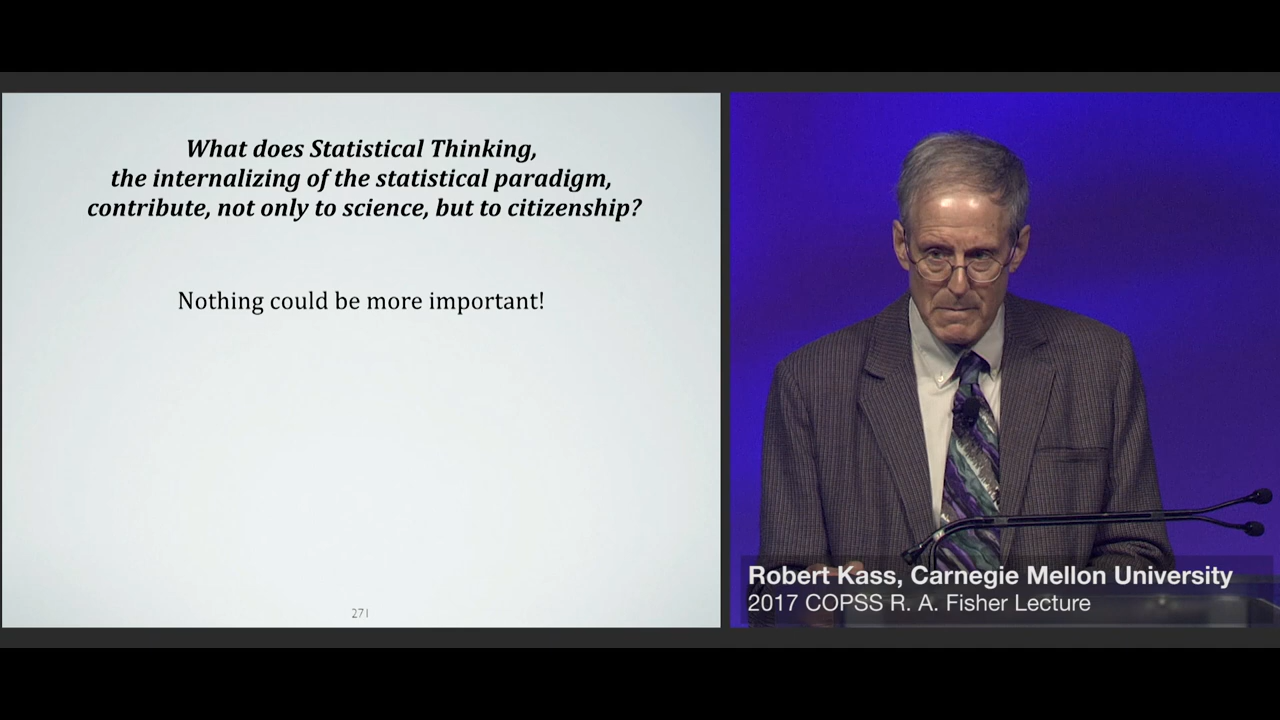 What does Statistical Thinking,
the internalizing of the statistical paradigm,
contribute, not only to science, but to citizenship?
Nothing could be more important!
271
Robert Kass, Carnegie Mellon University
2017 COPSS R. A. Fisher Lecture